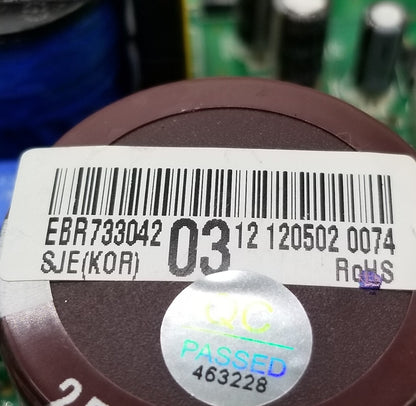 EBR733042 03 12 120502 0074
SJE(KOR) RoHS
QC
PASSED
463228